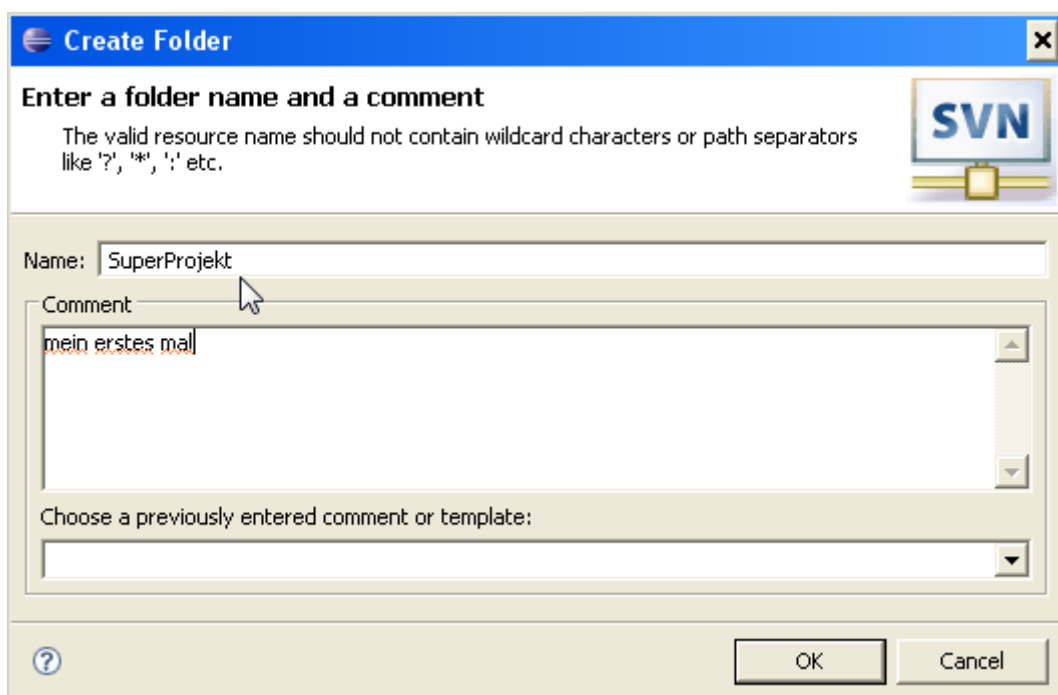 Create Folder
Enter a folder name and a comment
The valid resource name should not contain wildcard characters or path separators
like '?', '*', ':' etc.
SVN
Name: SuperProjekt
Comment
mein erstes mal
Choose a previously entered comment or template:
OK Cancel